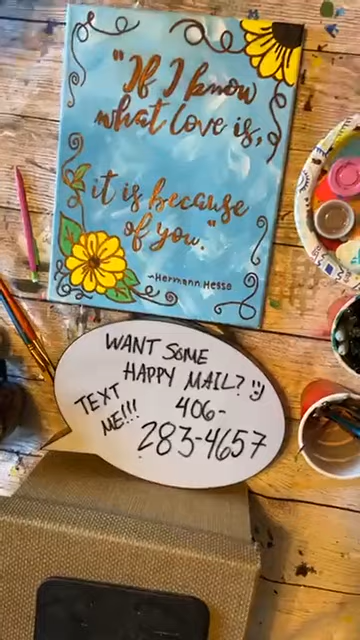 "If I know
what love is,
it is because
of you."
~Hermann Hesse
WANT SOME
HAPPY MAIL? :)
TEXT
ME!!!
406-
283-4657